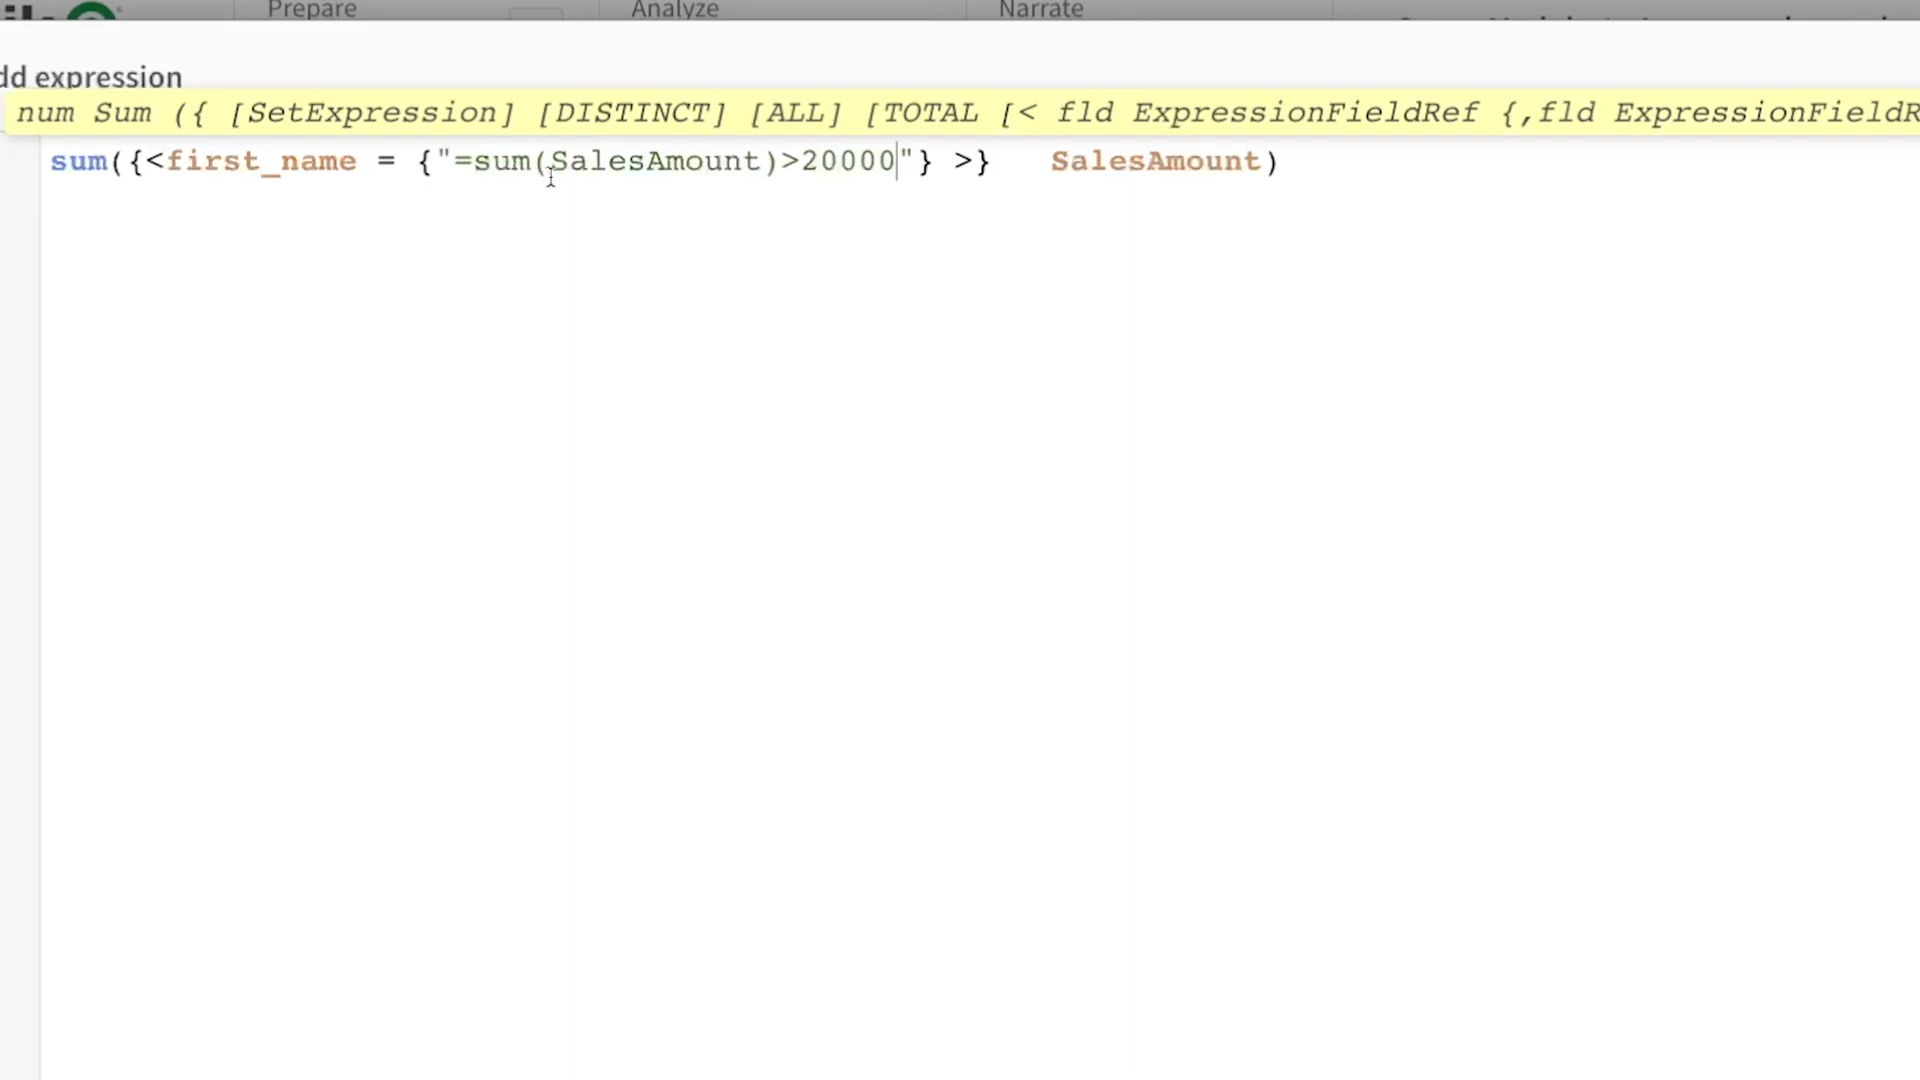 Prepare Analyze Narrate
dd expression
num Sum ({ [SetExpression] [DISTINCT] [ALL] [TOTAL [< fld ExpressionFieldRef {,fld ExpressionFieldR
sum({<first_name = {"=sum(SalesAmount)>20000"} >} SalesAmount)